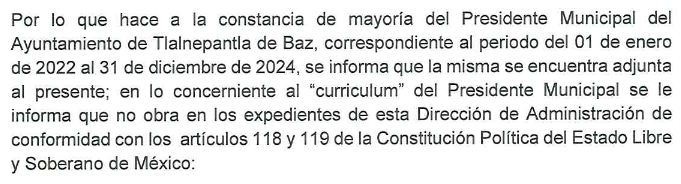 Por lo que hace a la constancia de mayoría del Presidente Municipal del
Ayuntamiento de Tlalnepantla de Baz, correspondiente al periodo del 01 de enero
de 2022 al 31 de diciembre de 2024, se informa que la misma se encuentra adjunta
al presente; en lo concerniente al “curriculum” del Presidente Municipal se le
informa que no obra en los expedientes de esta Dirección de Administración de
conformidad con los artículos 118 y 119 de la Constitución Política del Estado Libre
y Soberano de México: